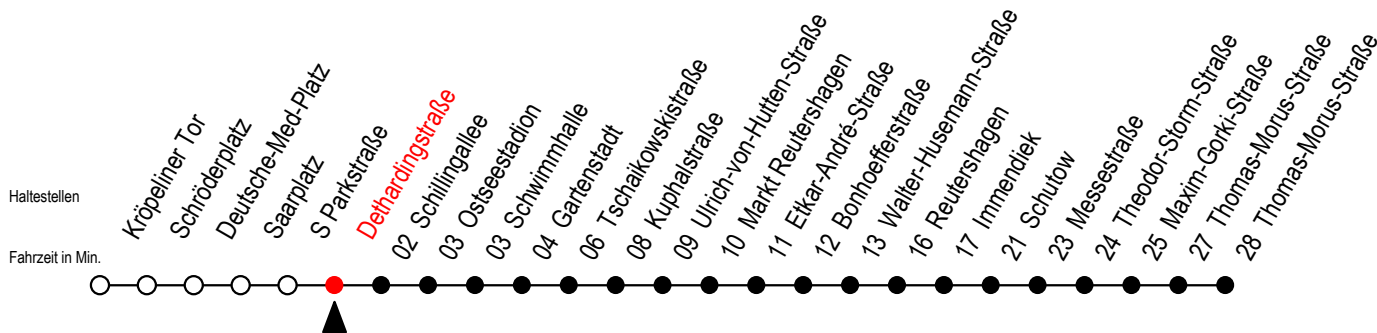 Haltestellen
Fahrzeit in Min.
Kröpeliner Tor
Schröderplatz
Deutsche-Med-Platz
Saarplatz
S Parkstraße
Dethardingstraße
02 Schillingallee
03 Ostseestadion
03 Schwimmhalle
04 Gartenstadt
06 Tschaikowskistraße
08 Kuphalstraße
09 Ulrich-von-Hutten-Straße
10 Markt Reutershagen
11 Etkar-André-Straße
12 Bonhoefferstraße
13 Walter-Husemann-Straße
16 Reutershagen
17 Immendiek
21 Schutow
23 Messestraße
24 Theodor-Storm-Straße
25 Maxim-Gorki-Straße
27 Thomas-Morus-Straße
28 Thomas-Morus-Straße